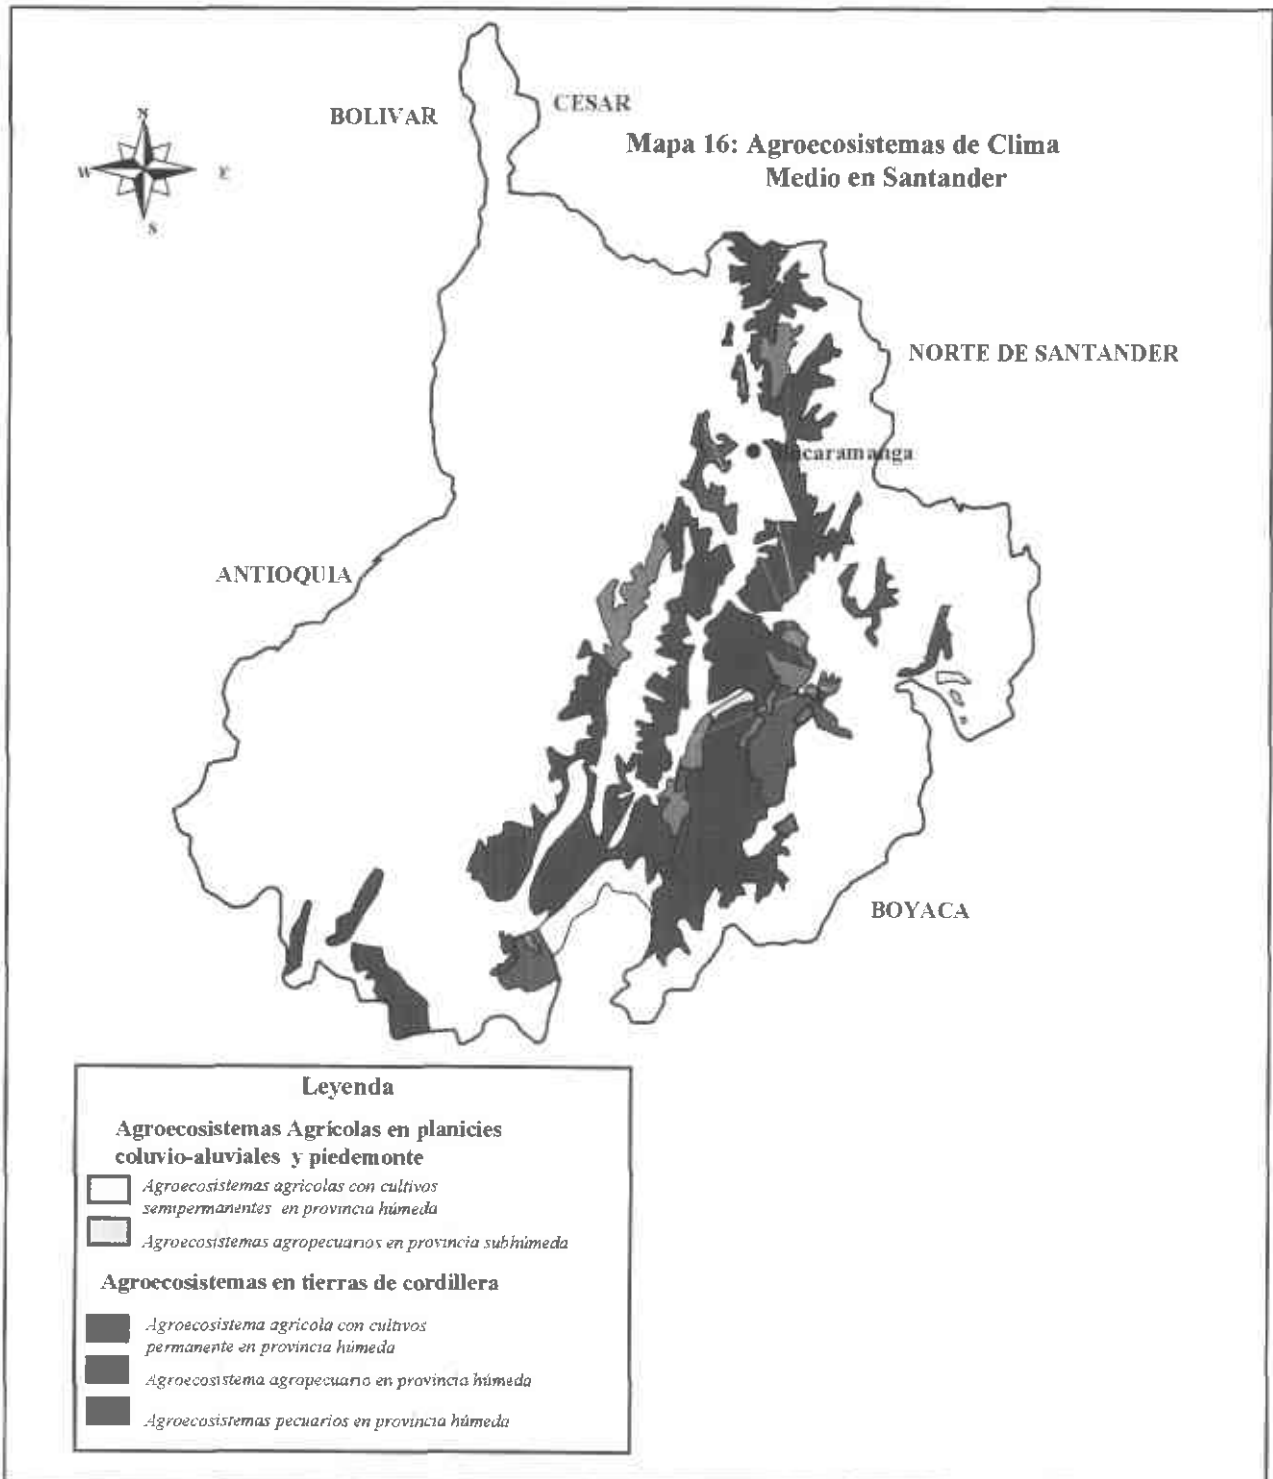 BOLIVAR
CESAR
Mapa 16: Agroecosistemas de Clima
Medio en Santander
N
W
E
S
NORTE DE SANTANDER
ANTIOQUIA
BOYACA
Leyenda
Agroecosistemas Agrícolas en planicies
coluvio-aluviales y piedemonte
Agroecosistemas agrícolas con cultivos
semipermanentes en provincia húmeda
Agroecosistemas agropecuarios en provincia subhúmeda
Agroecosistemas en tierras de cordillera
Agroecosistema agrícola con cultivos
permanente en provincia húmeda
Agroecosistema agropecuario en provincia húmeda
Agroecosistemas pecuarios en provincia húmeda